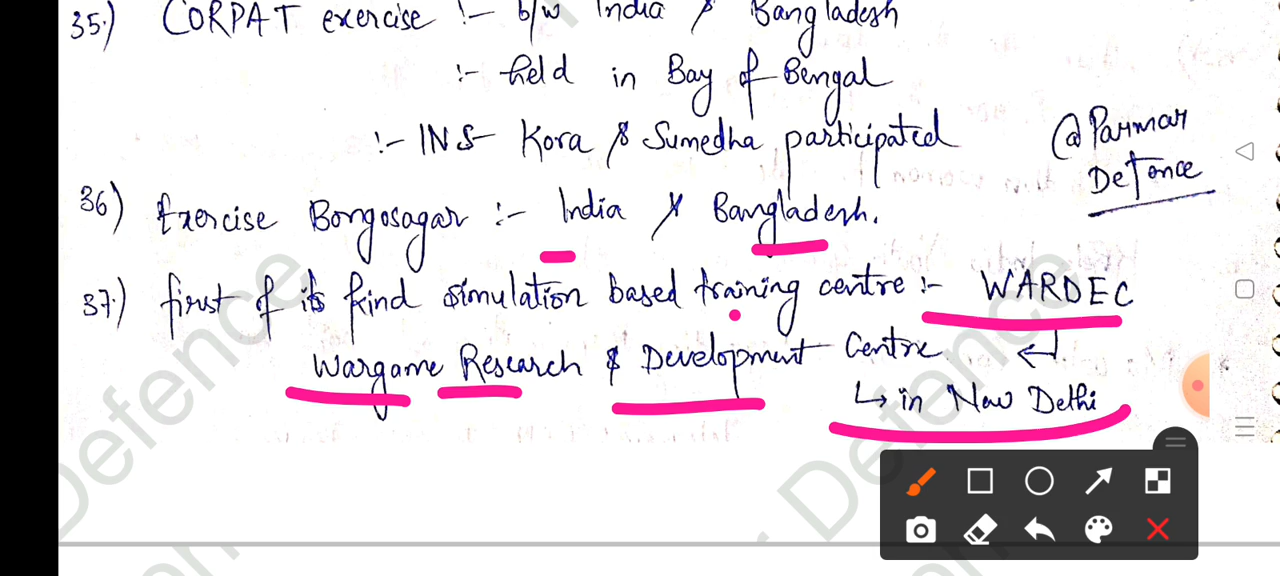 35.) CORPAT exercise :- b/w India & Bangladesh
:- held in Bay of Bengal
:- INS Kora & Sumedha participated
@Parmar
Defence
36) Exercise Bongosagar :- India & Bangladesh.
37.) first of its kind simulation based training centre :- WARDEC
Wargame Research & Development Centre ↵
↳ in New Delhi
Defence